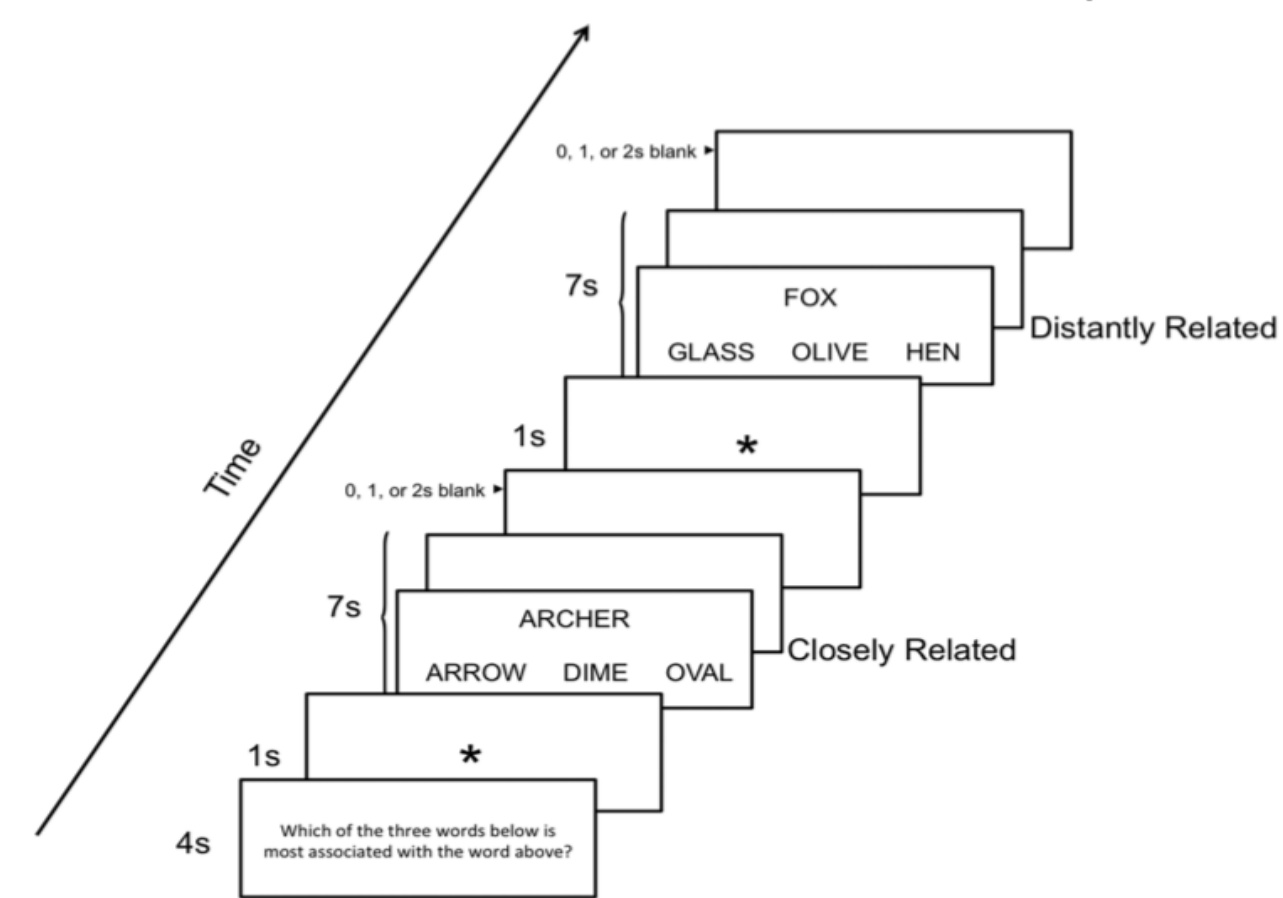 0, 1, or 2s blank
7s
FOX
GLASS OLIVE HEN
Distantly Related
1s
*
Time
0, 1, or 2s blank
7s
ARCHER
ARROW DIME OVAL
Closely Related
1s
*
4s
Which of the three words below is
most associated with the word above?